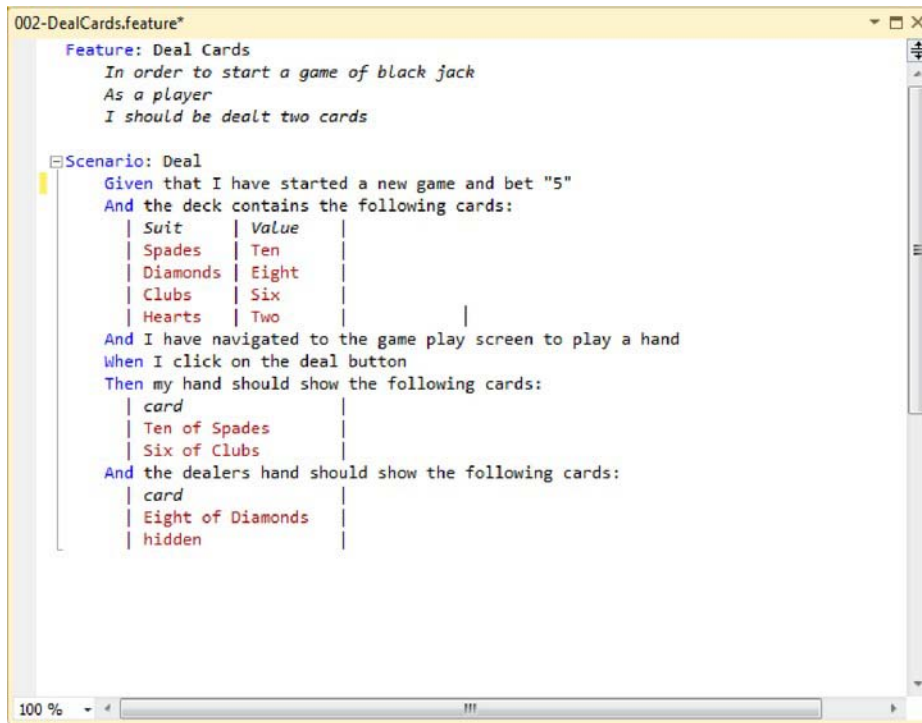 002-DealCards.feature*
Feature: Deal Cards
In order to start a game of black jack
As a player
I should be dealt two cards
Scenario: Deal
Given that I have started a new game and bet "5"
And the deck contains the following cards:
| Suit | Value |
| Spades | Ten |
| Diamonds | Eight |
| Clubs | Six |
| Hearts | Two |
And I have navigated to the game play screen to play a hand
When I click on the deal button
Then my hand should show the following cards:
| card |
| Ten of Spades |
| Six of Clubs |
And the dealers hand should show the following cards:
| card |
| Eight of Diamonds |
| hidden |
100 %